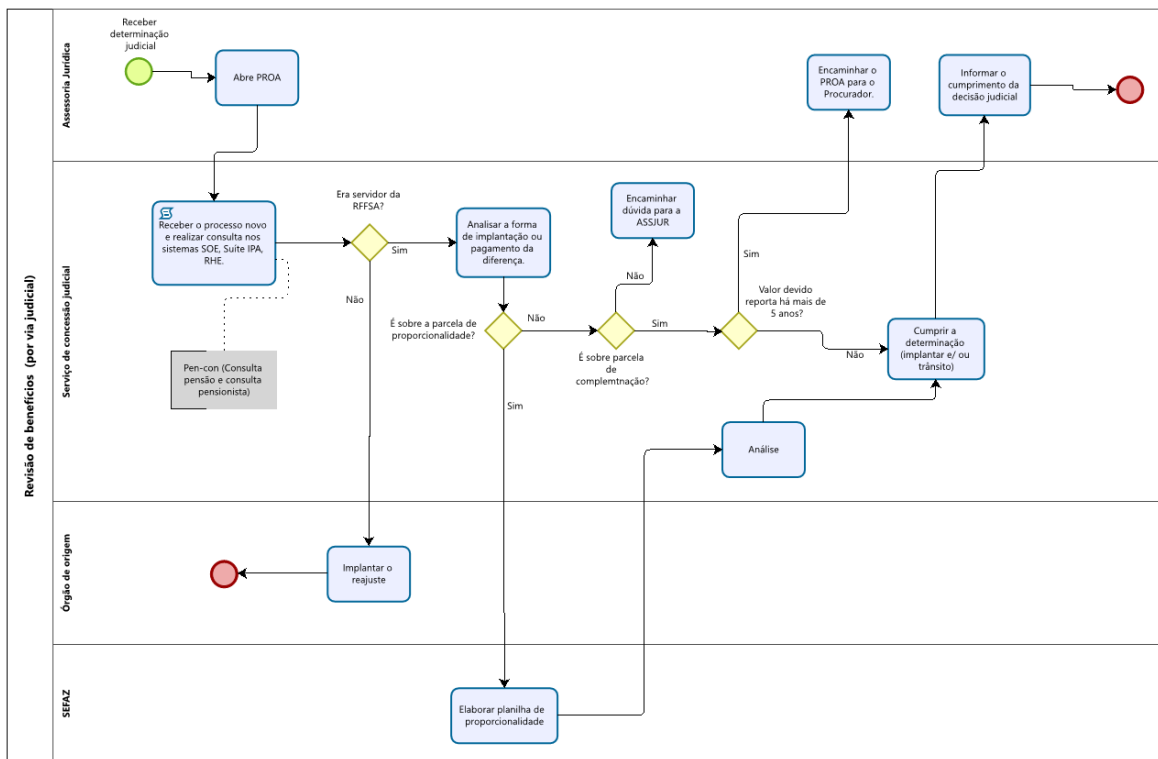 Revisão de benefícios (por via judicial)
Assessoria Jurídica
Receber
determinação
judicial
Abre PROA
Encaminhar o
PROA para o
Procurador.
Informar o
cumprimento da
decisão judicial
Serviço de concessão judicial
Receber o processo novo
e realizar consulta nos
sistemas SOE, Suite IPA,
RHE.
Era servidor da
RFFSA?
Sim
Não
Analisar a forma
de implantação ou
pagamento da
diferença.
Encaminhar
dúvida para a
ASSJUR
Não
Sim
Valor devido
reporta há mais de
5 anos?
É sobre a parcela de
proporcionalidade?
Não
Sim
Não
É sobre parcela
de
complemtnação?
Cumprir a
determinação
(implantar e/ ou
trânsito)
Pen-con (Consulta
pensão e consulta
pensionista)
Sim
Análise
Órgão de origem
Implantar o
reajuste
SEFAZ
Elaborar planilha de
proporcionalidade